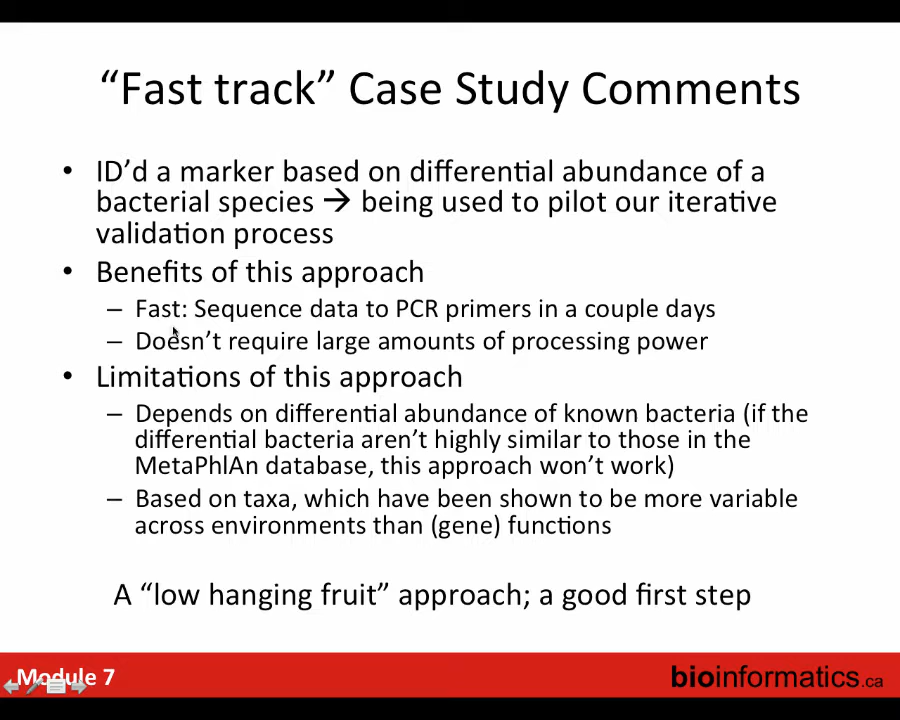 “Fast track” Case Study Comments
• ID’d a marker based on differential abundance of a
bacterial species → being used to pilot our iterative
validation process
• Benefits of this approach
– Fast: Sequence data to PCR primers in a couple days
– Doesn’t require large amounts of processing power
• Limitations of this approach
– Depends on differential abundance of known bacteria (if the
differential bacteria aren’t highly similar to those in the
MetaPhlAn database, this approach won’t work)
– Based on taxa, which have been shown to be more variable
across environments than (gene) functions
A “low hanging fruit” approach; a good first step
Module 7
bioinformatics.ca